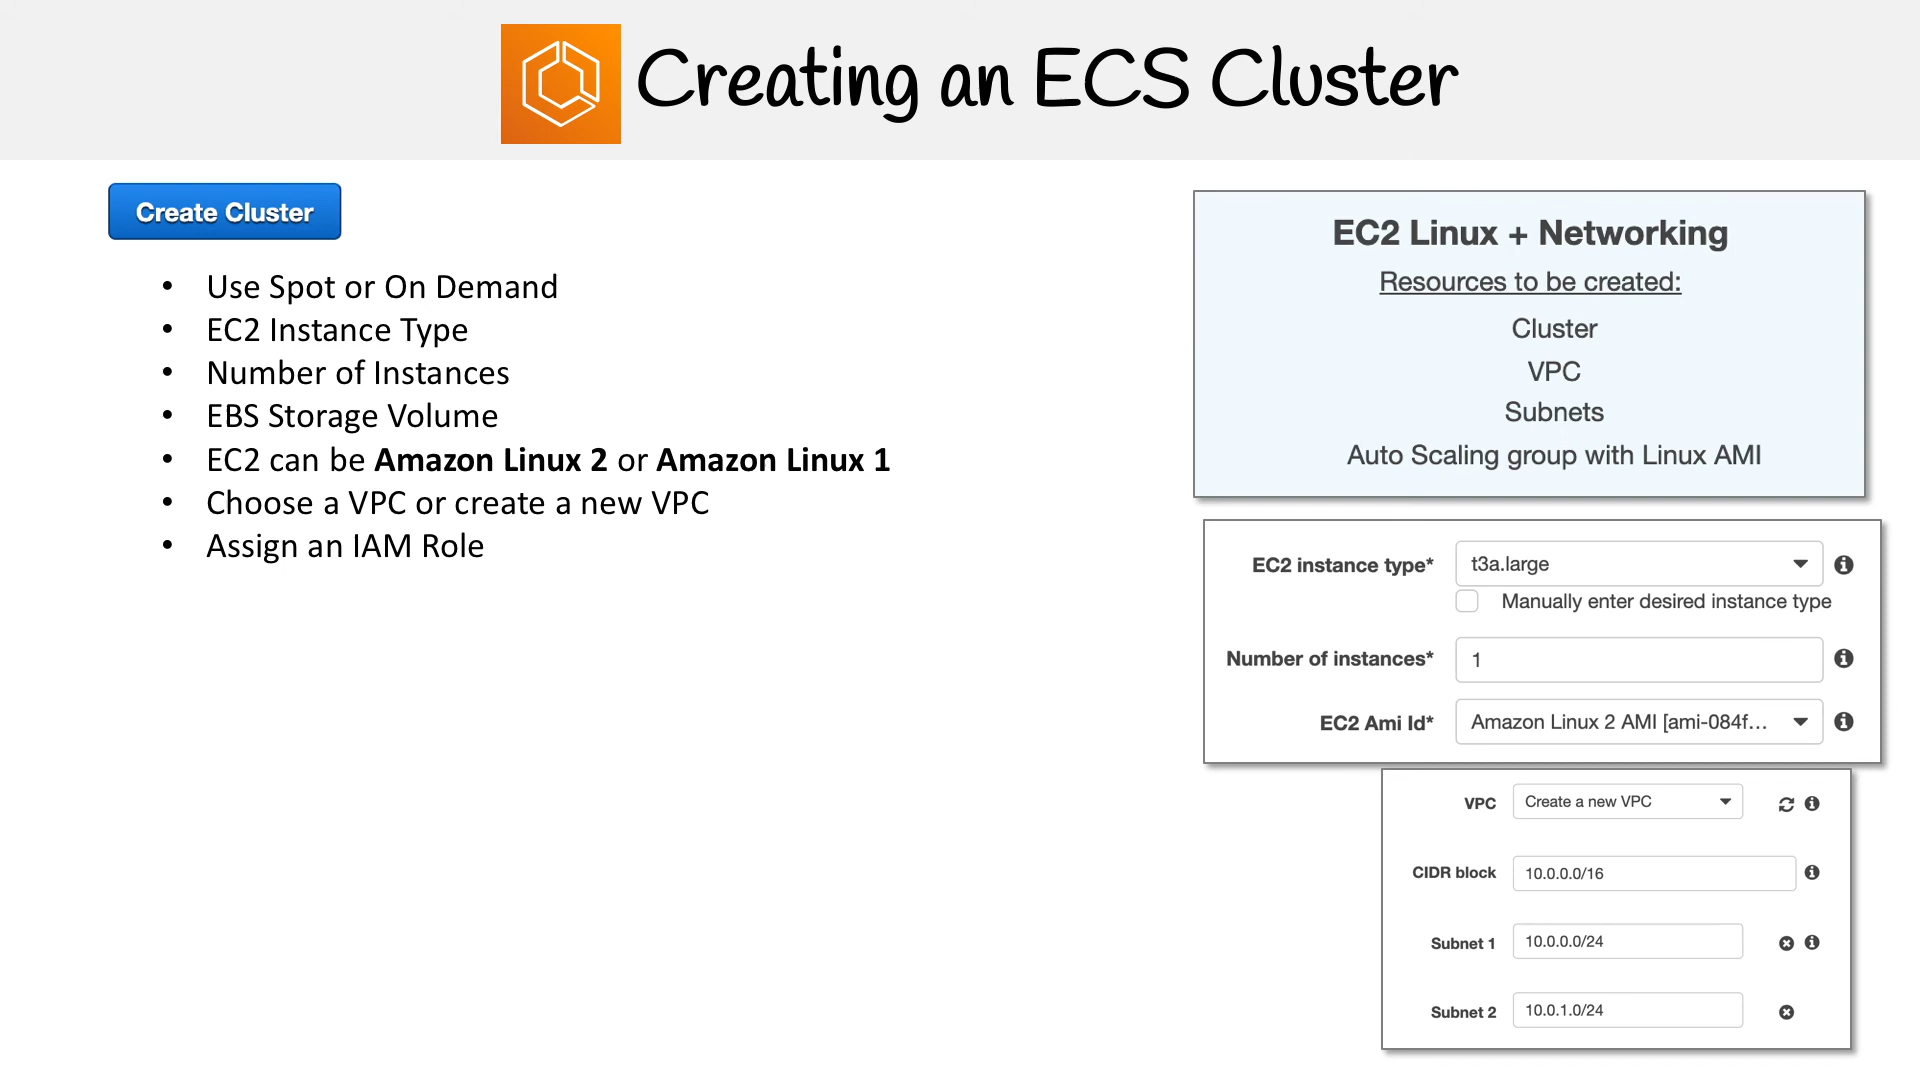 Creating an ECS Cluster
Create Cluster
• Use Spot or On Demand
• EC2 Instance Type
• Number of Instances
• EBS Storage Volume
• EC2 can be Amazon Linux 2 or Amazon Linux 1
• Choose a VPC or create a new VPC
• Assign an IAM Role
EC2 Linux + Networking
Resources to be created:
Cluster
VPC
Subnets
Auto Scaling group with Linux AMI
EC2 instance type* t3a.large
Manually enter desired instance type
Number of instances* 1
EC2 Ami Id* Amazon Linux 2 AMI [ami-084f...
VPC Create a new VPC
CIDR block 10.0.0.0/16
Subnet 1 10.0.0.0/24
Subnet 2 10.0.1.0/24